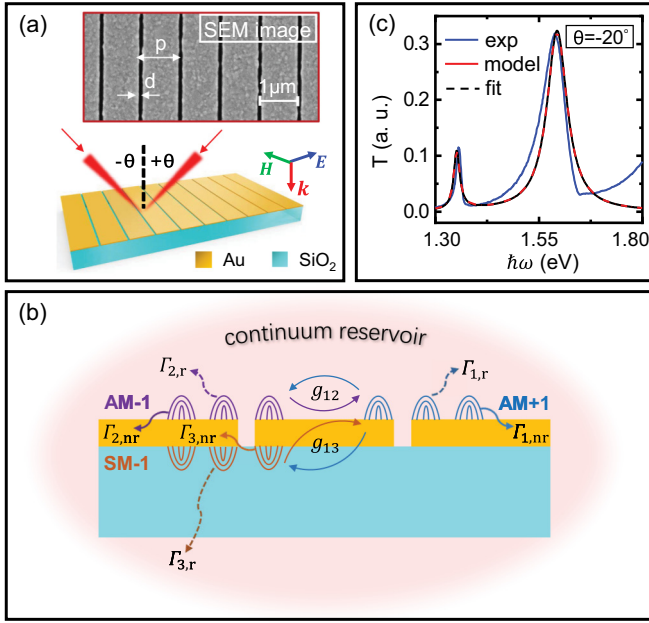 (a)
SEM image
p
d
1μm
-θ
+θ
H
E
k
Au
SiO₂
(c)
exp
model
fit
θ=-20°
T (a. u.)
0.3
0.2
0.1
0.0
1.30
1.55
1.80
ħω
(eV)
(b)
continuum reservoir
Γ₂,r
g₁₂
Γ₁,r
AM-1
AM+1
Γ₂,nr
Γ₃,nr
g₁₃
Γ₁,nr
SM-1
Γ₃,r